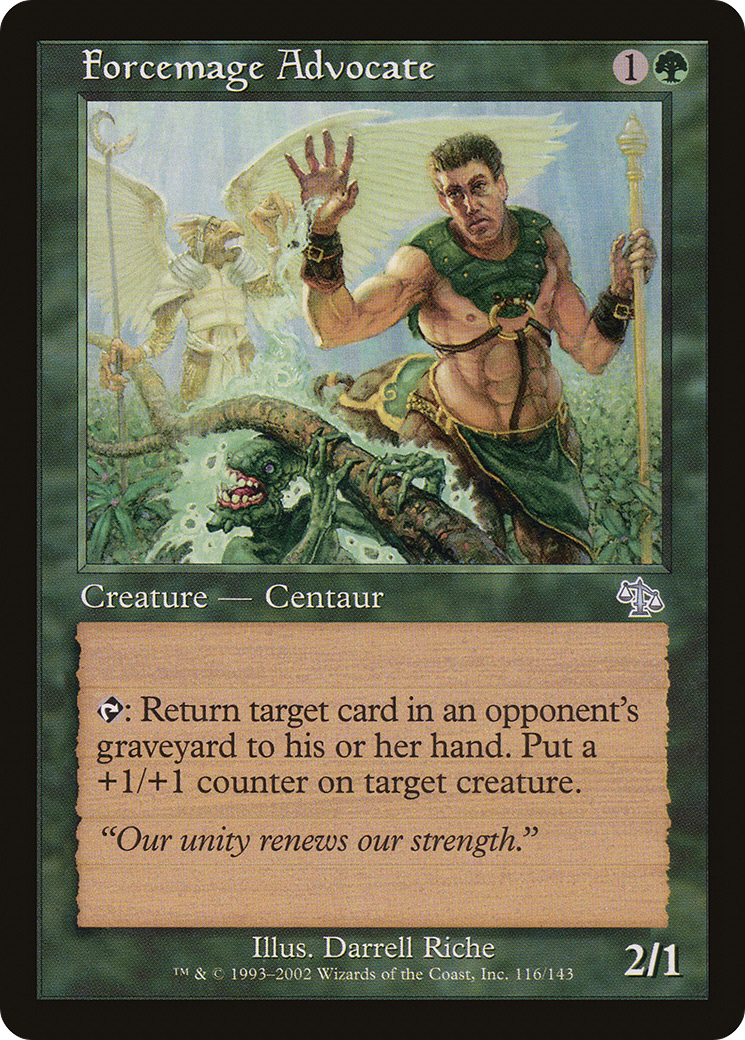 Forcemage Advocate 1
Creature — Centaur
: Return target card in an opponent's
graveyard to his or her hand. Put a
+1/+1 counter on target creature.
“Our unity renews our strength.”
Illus. Darrell Riche
™ & © 1993–2002 Wizards of the Coast, Inc. 116/143
2/1